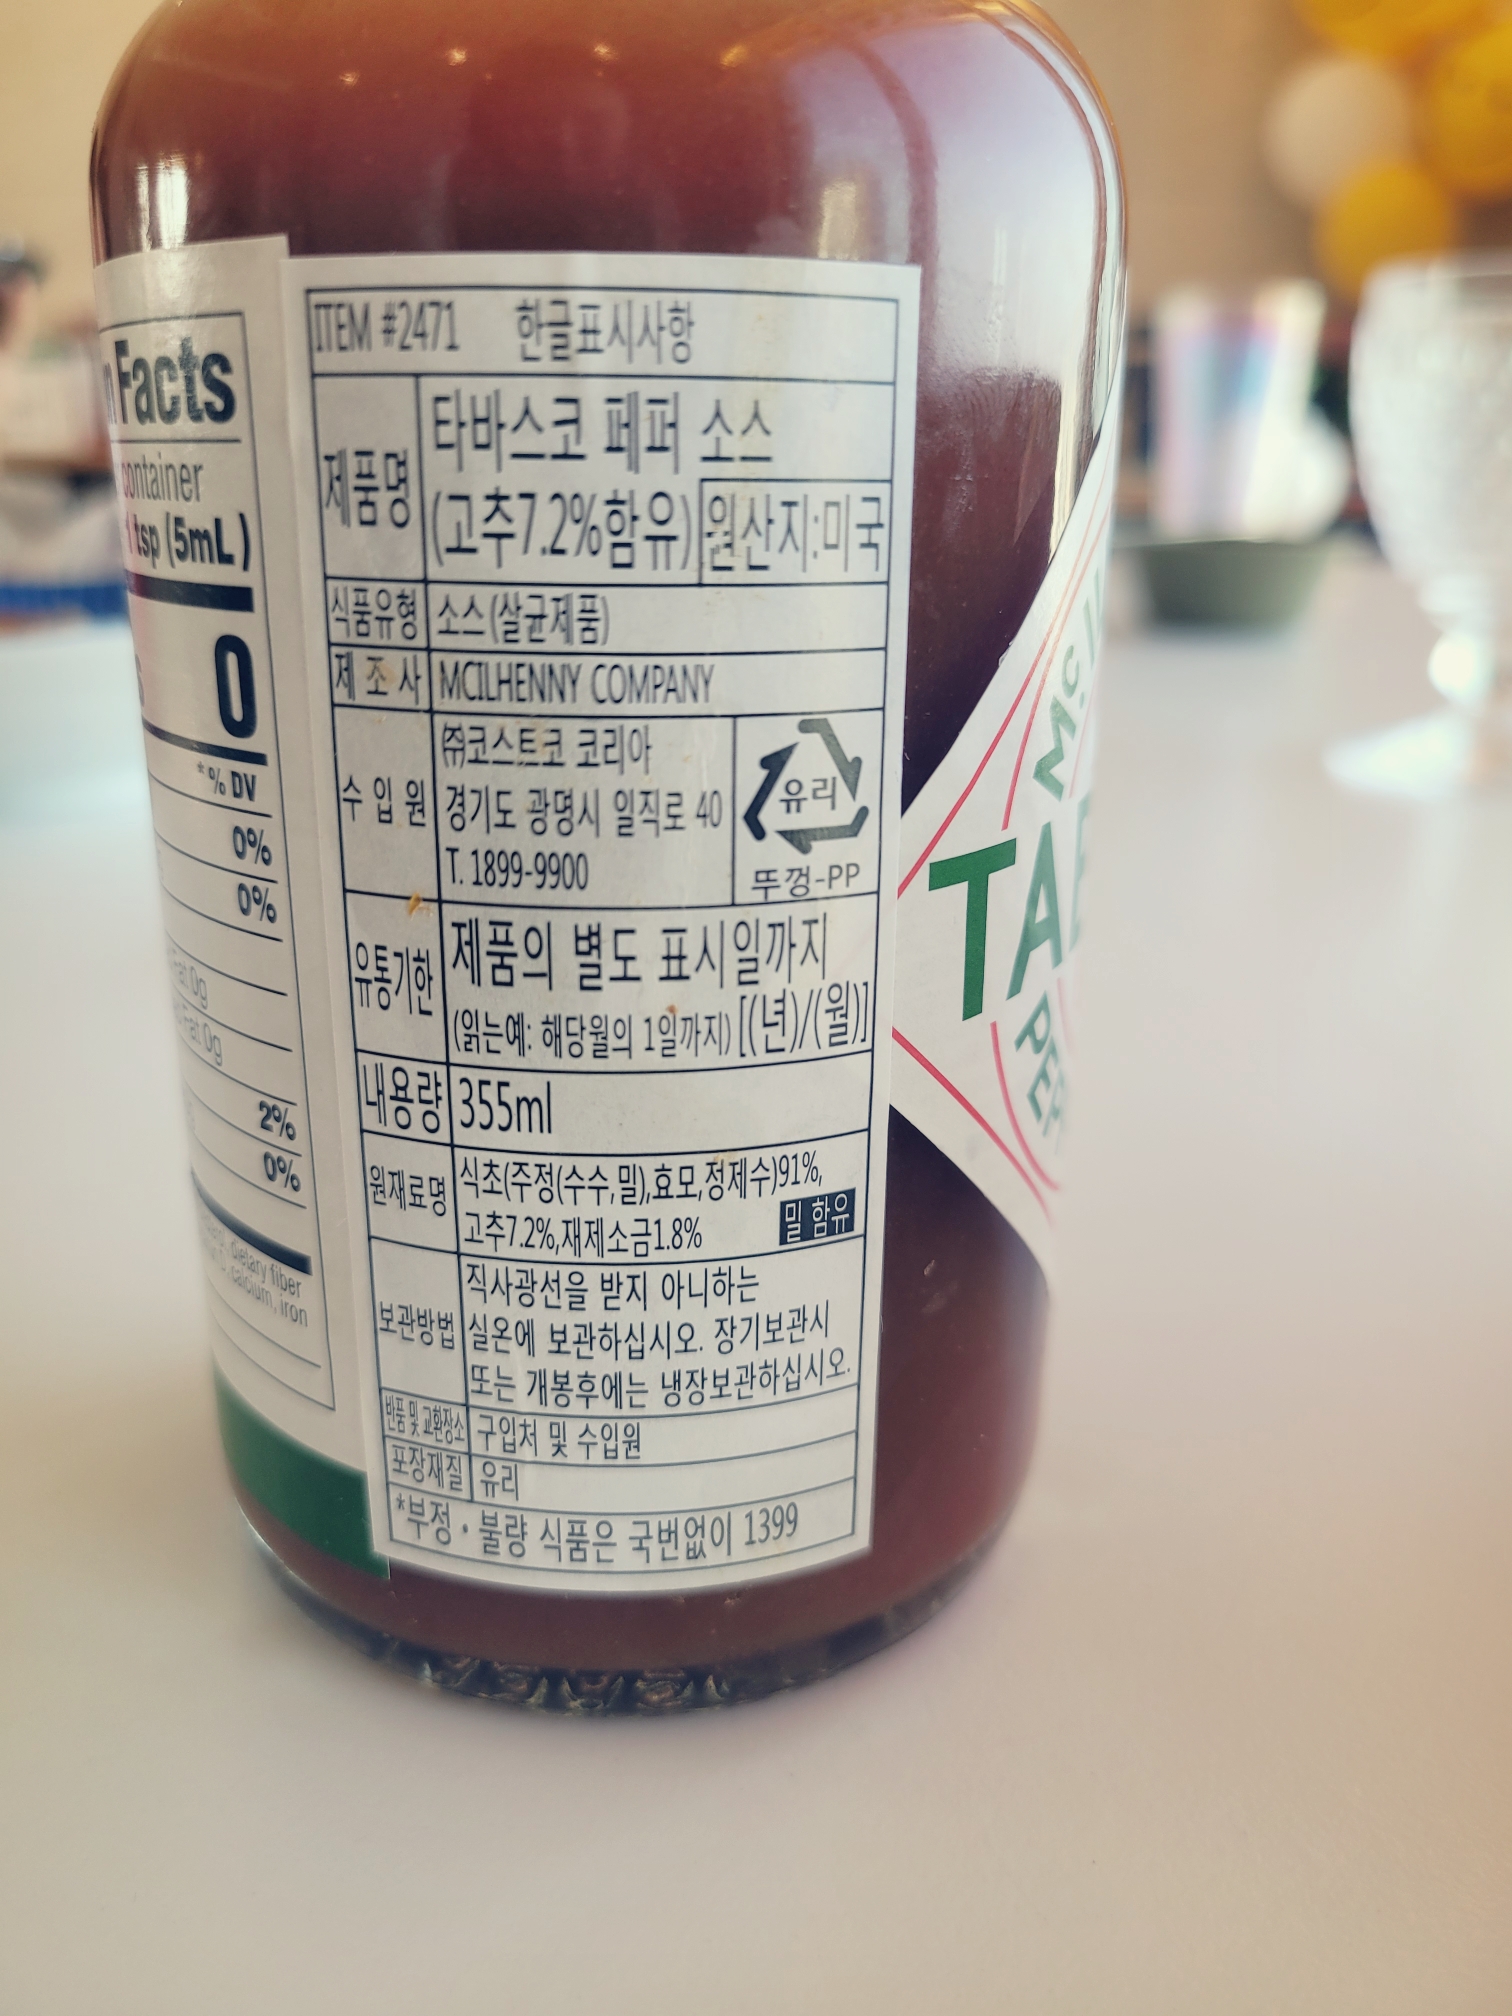 Facts
container
tsp (5mL)
0
*% DV
0%
0%
Fat 0g
Fat 0g
2%
0%
dietary fiber
calcium, iron
ITEM #2471 한글표시사항
제품명
타바스코 페퍼 소스
(고추7.2%함유) 원산지:미국
식품유형 소스(살균제품)
제조사 MCILHENNY COMPANY
수입원
㈜코스트코 코리아
경기도 광명시 일직로 40
T. 1899-9900
유리
뚜껑-PP
유통기한
제품의 별도 표시일까지
(읽는예: 해당월의 1일까지) [(년)/(월)]
내용량 355ml
원재료명
식초(주정(수수,밀),효모,정제수)91%,
고추7.2%,재제소금1.8% 밀 함유
보관방법
직사광선을 받지 아니하는
실온에 보관하십시오. 장기보관시
또는 개봉후에는 냉장보관하십시오.
반품 및 교환장소 구입처 및 수입원
포장재질 유리
*부정·불량 식품은 국번없이 1399